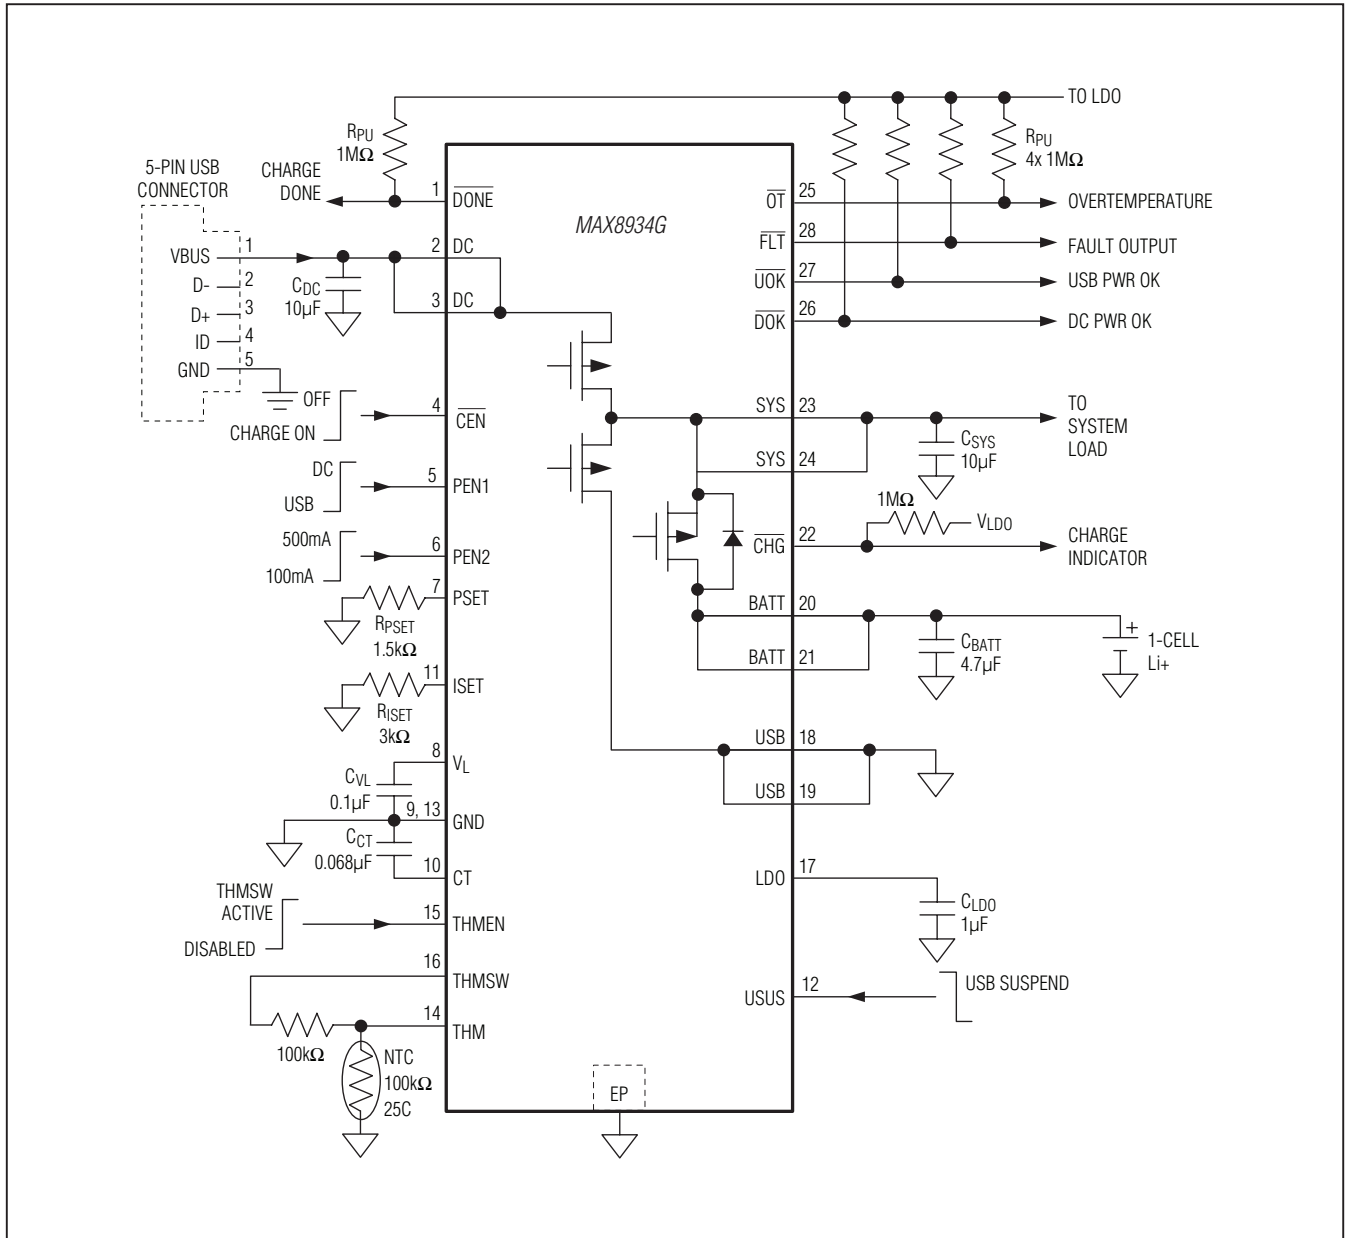 TO LDO
RPU
1MΩ
RPU
4x 1MΩ
5-PIN USB
CONNECTOR
CHARGE
DONE
1
DONE
MAX8934G
OT
25
OVERTEMPERATURE
FLT
28
FAULT OUTPUT
UOK
27
USB PWR OK
DOK
26
DC PWR OK
VBUS
1
D-
2
D+
3
ID
4
GND
5
CDC
10µF
2
DC
3
DC
OFF
CHARGE ON
4
CEN
SYS
23
TO
SYSTEM
LOAD
SYS
24
CSYS
10µF
DC
USB
5
PEN1
1MΩ
VLDO
CHG
22
CHARGE
INDICATOR
500mA
100mA
6
PEN2
7
PSET
RPSET
1.5kΩ
BATT
20
BATT
21
CBATT
4.7µF
+
1-CELL
Li+
11
ISET
RISET
3kΩ
8
VL
CVL
0.1µF
9, 13
GND
CCT
0.068µF
10
CT
USB
18
USB
19
LDO
17
CLDO
1µF
THMSW
ACTIVE
DISABLED
15
THMEN
16
THMSW
USUS
12
USB SUSPEND
14
THM
100kΩ
NTC
100kΩ
25C
EP